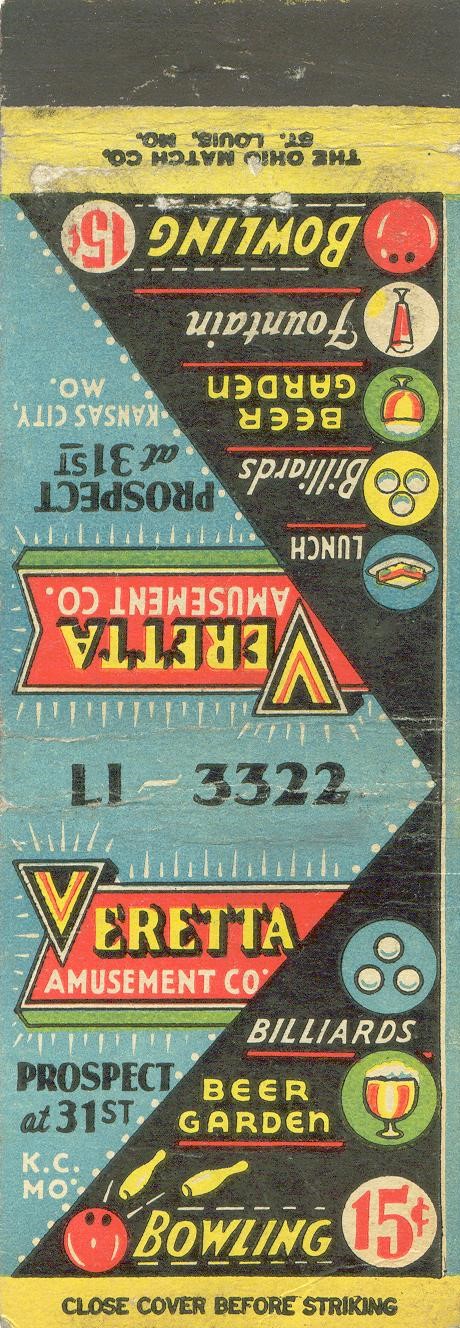 THE OHIO MATCH CO.
ST. LOUIS, MO.
BOWLING 15¢
Fountain
BEER
GARDEN
Billiards
LUNCH
KANSAS CITY,
MO.
PROSPECT
at 31ST
VERETTA
AMUSEMENT CO.
LI - 3322
VERETTA
AMUSEMENT CO.
BILLIARDS
PROSPECT
at 31ST
BEER
GARDEN
K.C.
MO.
BOWLING 15¢
CLOSE COVER BEFORE STRIKING